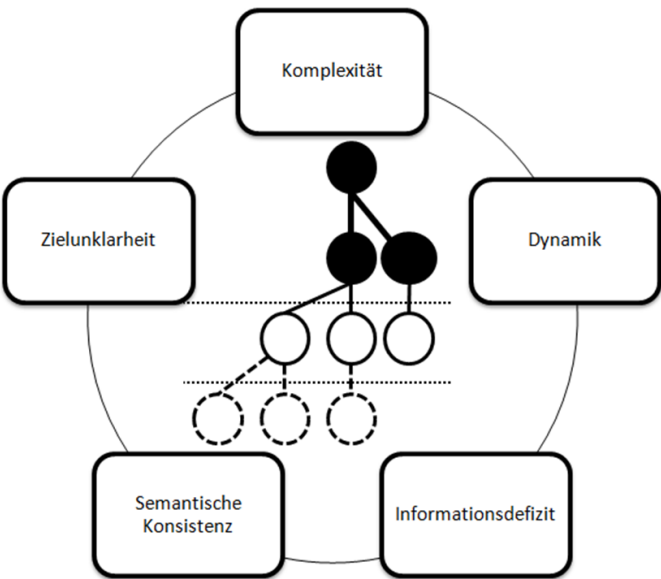 Komplexität
Zielunklarheit
Dynamik
Semantische
Konsistenz
Informationsdefizit